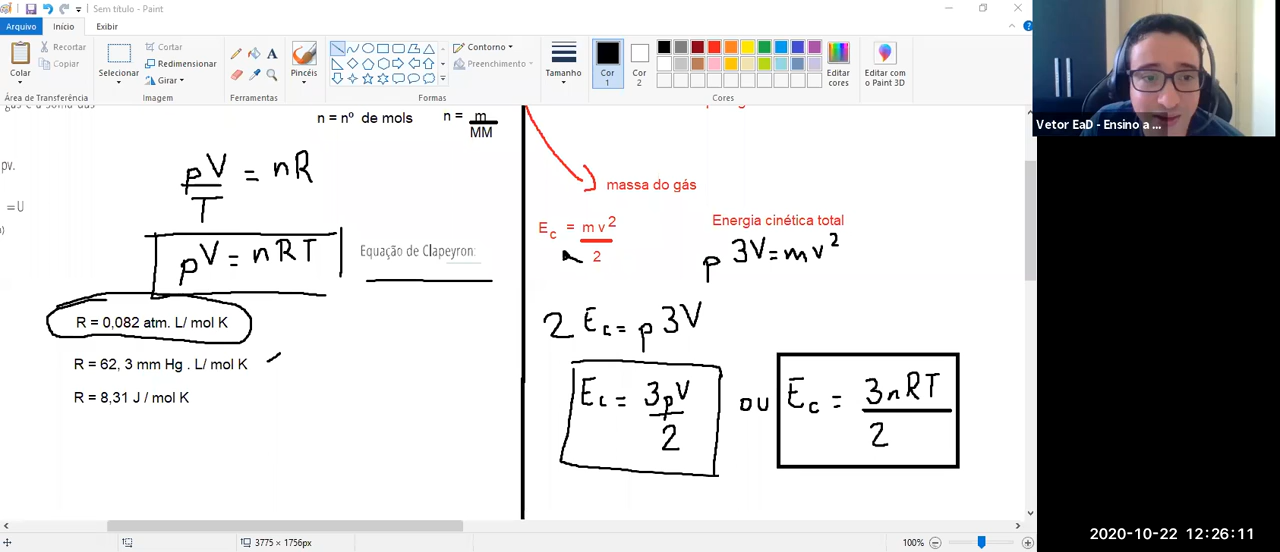 Sem título - Paint
Arquivo Início Exibir
Colar
Recortar
Copiar
Área de Transferência
Selecionar
Cortar
Redimensionar
Girar
Imagem
Ferramentas
Pincéis
Contorno
Preenchimento
Formas
Tamanho
Cor 1
Cor 2
Cores
Editar cores
Editar com o Paint 3D
Vetor EaD - Ensino a ...
pv.
= U
n = nº de mols n = m/MM
pV/T = nR
pV = nRT
Equação de Clapeyron:
R = 0,082 atm. L/ mol K
R = 62, 3 mm Hg . L/ mol K
R = 8,31 J / mol K
massa do gás
Ec = mv²/2
Energia cinética total
p 3V = mv²
2 Ec = p 3V
Ec = 3pV/2 OU Ec = 3nRT/2
3775 × 1756px
100%
2020-10-22 12:26:11